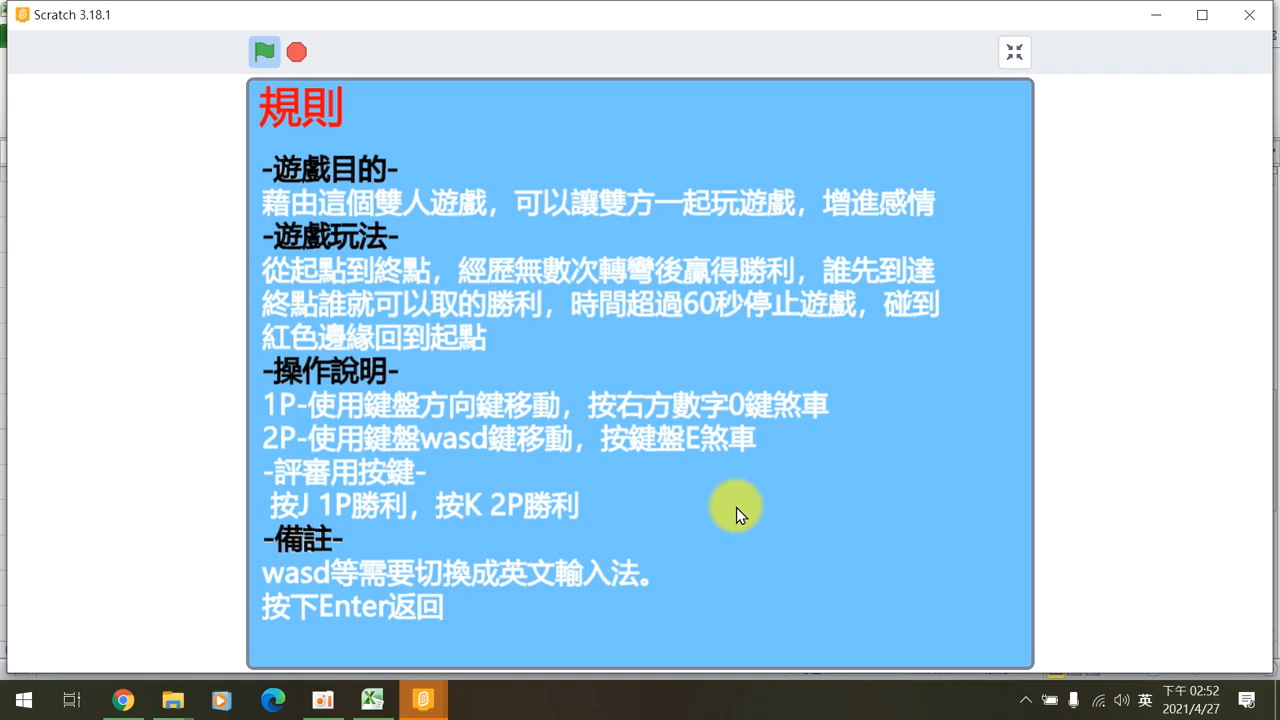 Scratch 3.18.1
規則
-遊戲目的-
藉由這個雙人遊戲，可以讓雙方一起玩遊戲，增進感情
-遊戲玩法-
從起點到終點，經歷無數次轉彎後贏得勝利，誰先到達
終點誰就可以取的勝利，時間超過60秒停止遊戲，碰到
紅色邊緣回到起點
-操作說明-
1P-使用鍵盤方向鍵移動，按右方數字0鍵煞車
2P-使用鍵盤wasd鍵移動，按鍵盤E煞車
-評審用按鍵-
按J 1P勝利，按K 2P勝利
-備註-
wasd等需要切換成英文輸入法。
按下Enter返回
英
下午 02:52
2021/4/27